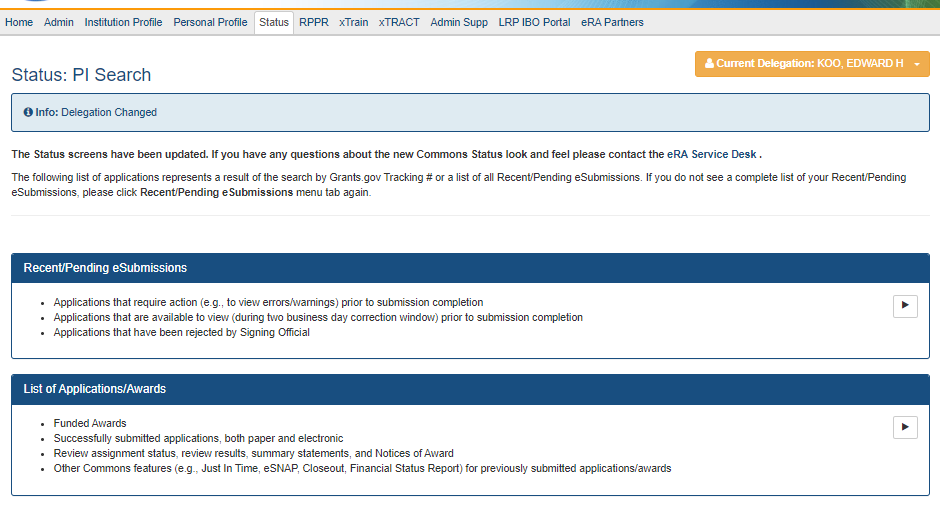 Home Admin Institution Profile Personal Profile Status RPPR xTrain xTRACT Admin Supp LRP IBO Portal eRA Partners
Status: PI Search
Current Delegation: KOO, EDWARD H
Info: Delegation Changed
The Status screens have been updated. If you have any questions about the new Commons Status look and feel please contact the eRA Service Desk .
The following list of applications represents a result of the search by Grants.gov Tracking # or a list of all Recent/Pending eSubmissions. If you do not see a complete list of your Recent/Pending
eSubmissions, please click Recent/Pending eSubmissions menu tab again.
Recent/Pending eSubmissions
• Applications that require action (e.g., to view errors/warnings) prior to submission completion
• Applications that are available to view (during two business day correction window) prior to submission completion
• Applications that have been rejected by Signing Official
List of Applications/Awards
• Funded Awards
• Successfully submitted applications, both paper and electronic
• Review assignment status, review results, summary statements, and Notices of Award
• Other Commons features (e.g., Just In Time, eSNAP, Closeout, Financial Status Report) for previously submitted applications/awards